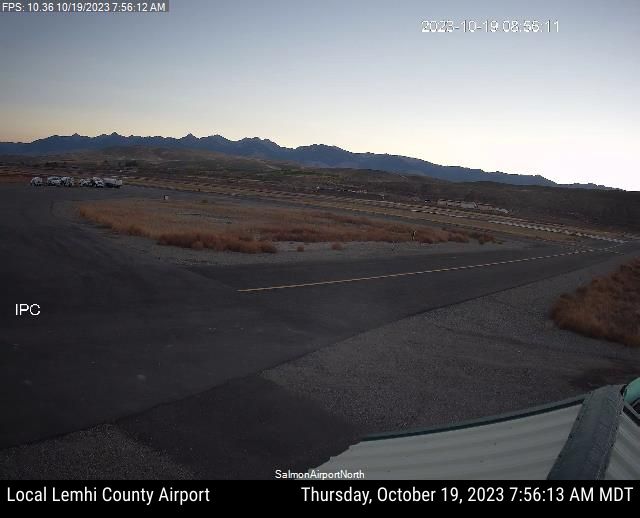 FPS: 10.36 10/19/2023 7:56:12 AM
2023-10-19 08:55:11
IPC
SalmonAirportNorth
Local Lemhi County Airport Thursday, October 19, 2023 7:56:13 AM MDT